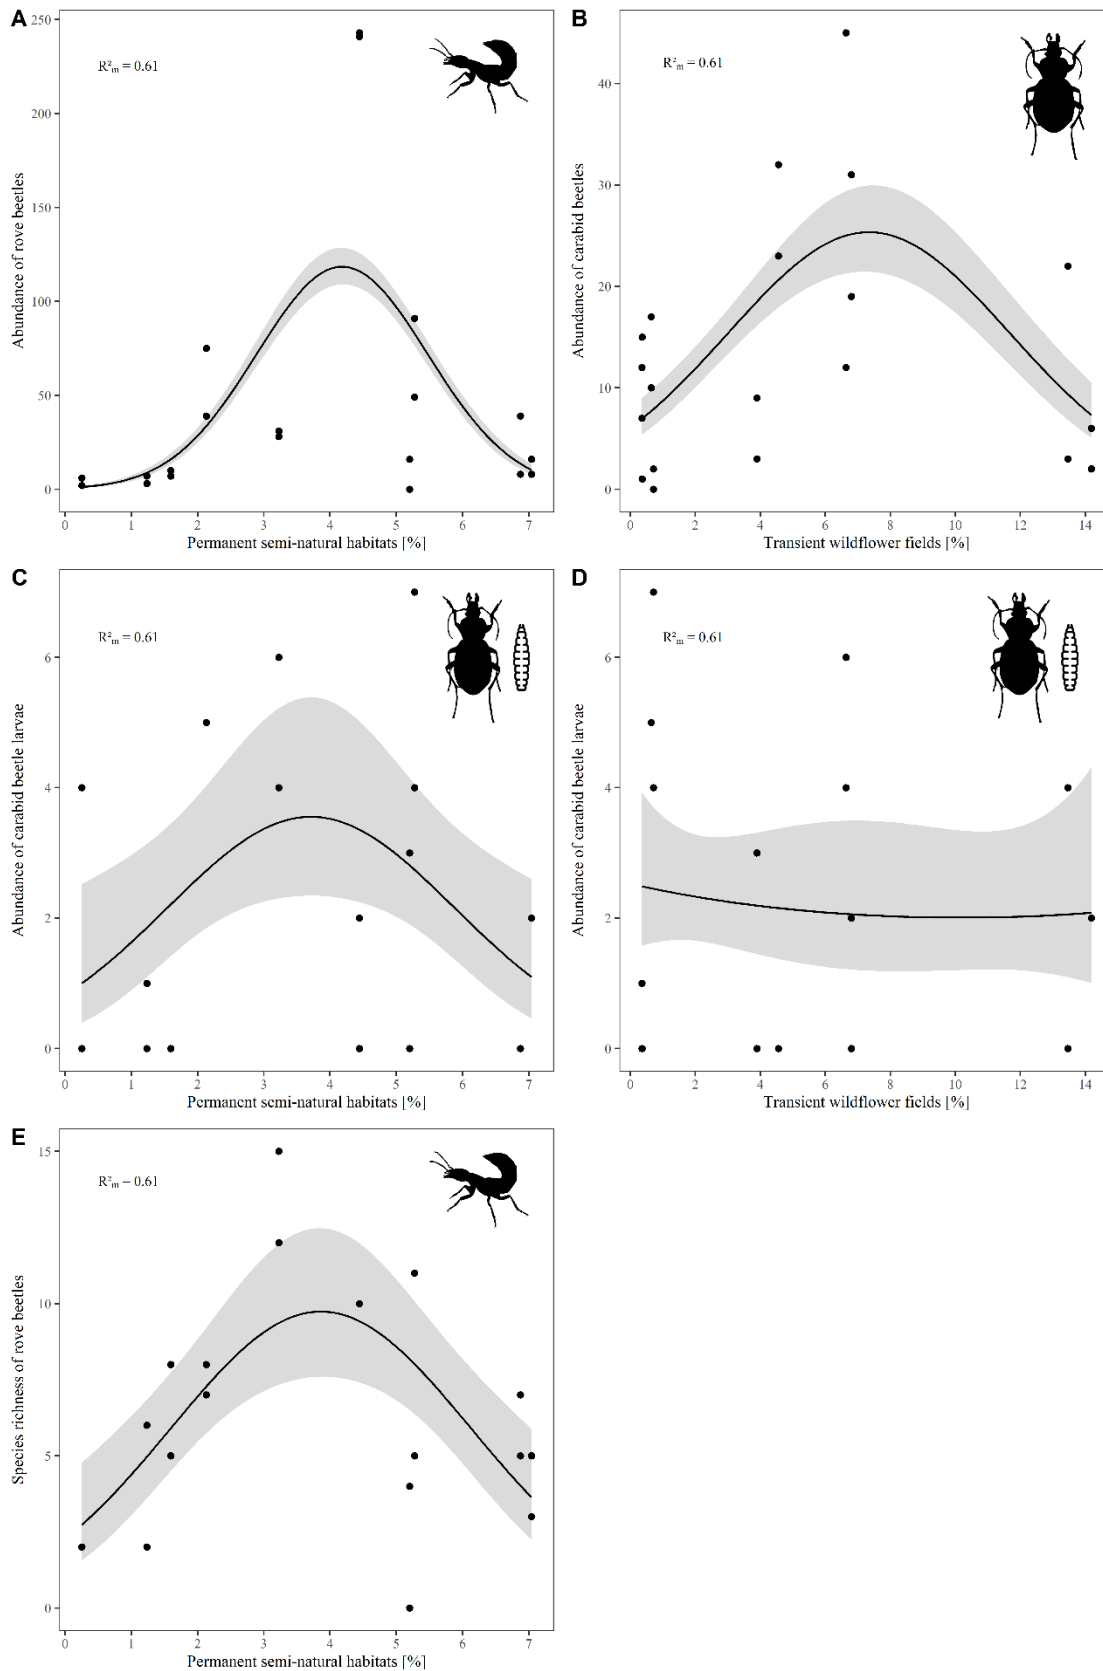 A
R²m = 0.61
Abundance of rove beetles
250
200
150
100
50
0
0 1 2 3 4 5 6 7
Permanent semi-natural habitats [%]
B
R²m = 0.61
Abundance of carabid beetles
40
30
20
10
0
0 2 4 6 8 10 12 14
Transient wildflower fields [%]
C
R²m = 0.61
Abundance of carabid beetle larvae
6
4
2
0
0 1 2 3 4 5 6 7
Permanent semi-natural habitats [%]
D
R²m = 0.61
Abundance of carabid beetle larvae
6
4
2
0
0 2 4 6 8 10 12 14
Transient wildflower fields [%]
E
R²m = 0.61
Species richness of rove beetles
15
10
5
0
0 1 2 3 4 5 6 7
Permanent semi-natural habitats [%]